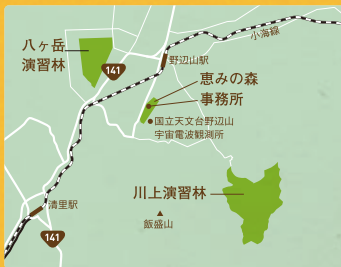 小海線
八ヶ岳
演習林
141
野辺山駅
恵みの森
事務所
国立天文台野辺山
宇宙電波観測所
川上演習林
清里駅
飯盛山
141